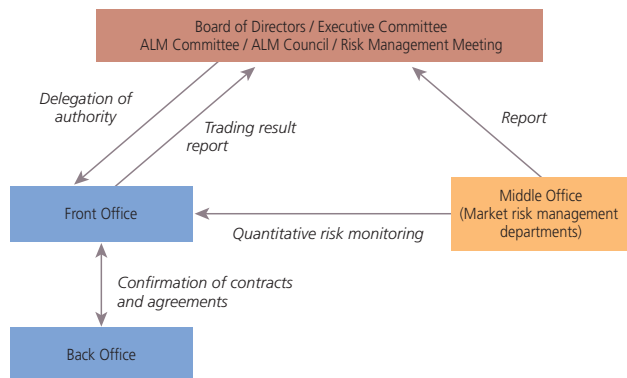 Board of Directors / Executive Committee
ALM Committee / ALM Council / Risk Management Meeting
Delegation of
authority
Trading result
report
Report
Front Office
Middle Office
(Market risk management
departments)
Quantitative risk monitoring
Confirmation of contracts
and agreements
Back Office